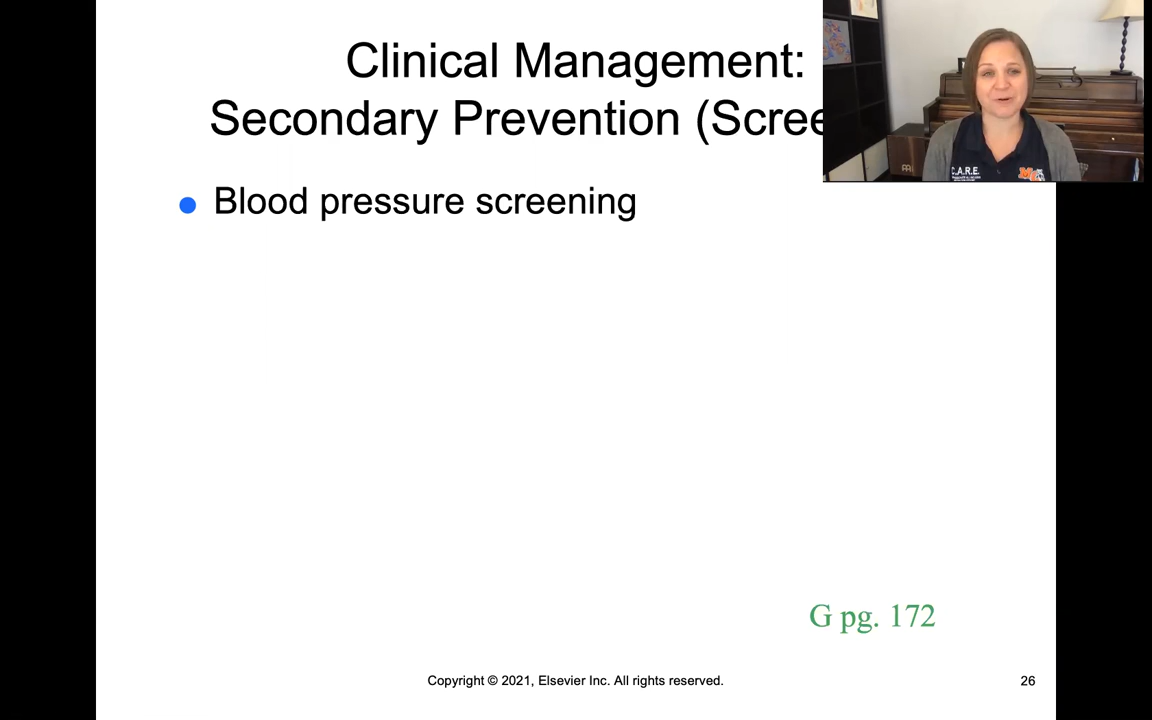 Clinical Management:
Secondary Prevention (Scree
Blood pressure screening
C.A.R.E.
G pg. 172
Copyright © 2021, Elsevier Inc. All rights reserved.
26